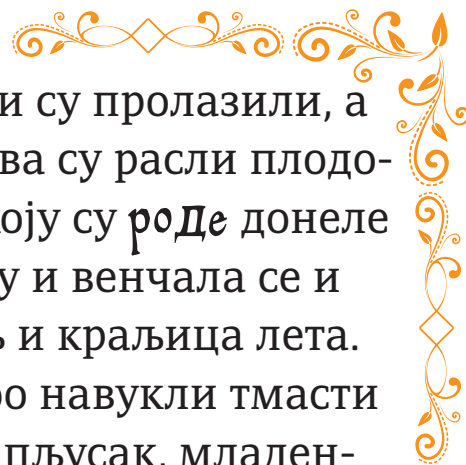 и су пролазили, а
ва су расли плодо-
оју су роде донеле
у и венчала се и
и краљица лета.
о навукли тмасти
пљусак, младен-